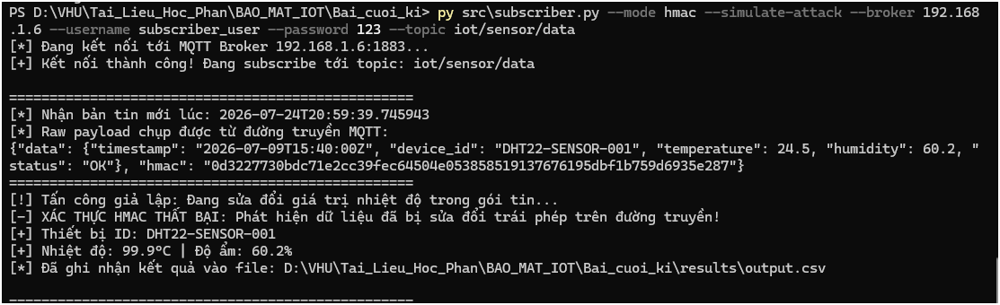 PS D:\VHU\Tai_Lieu_Hoc_Phan\BAO_MAT_IOT\Bai_cuoi_ki> py src\subscriber.py --mode hmac --simulate-attack --broker 192.168
.1.6 --username subscriber_user --password 123 --topic iot/sensor/data
[*] Đang kết nối tới MQTT Broker 192.168.1.6:1883...
[+] Kết nối thành công! Đang subscribe tới topic: iot/sensor/data
==================================================
[*] Nhận bản tin mới lúc: 2026-07-24T20:59:39.745943
[*] Raw payload chụp được từ đường truyền MQTT:
{"data": {"timestamp": "2026-07-09T15:40:00Z", "device_id": "DHT22-SENSOR-001", "temperature": 24.5, "humidity": 60.2, "
status": "OK"}, "hmac": "0d3227730bdc71e2cc39fec64504e053858519137676195dbf1b759d6935e287"}
==================================================
[!] Tấn công giả lập: Đang sửa đổi giá trị nhiệt độ trong gói tin...
[-] XÁC THỰC HMAC THẤT BẠI: Phát hiện dữ liệu đã bị sửa đổi trái phép trên đường truyền!
[+] Thiết bị ID: DHT22-SENSOR-001
[+] Nhiệt độ: 99.9°C | Độ ẩm: 60.2%
[*] Đã ghi nhận kết quả vào file: D:\VHU\Tai_Lieu_Hoc_Phan\BAO_MAT_IOT\Bai_cuoi_ki\results\output.csv
==================================================